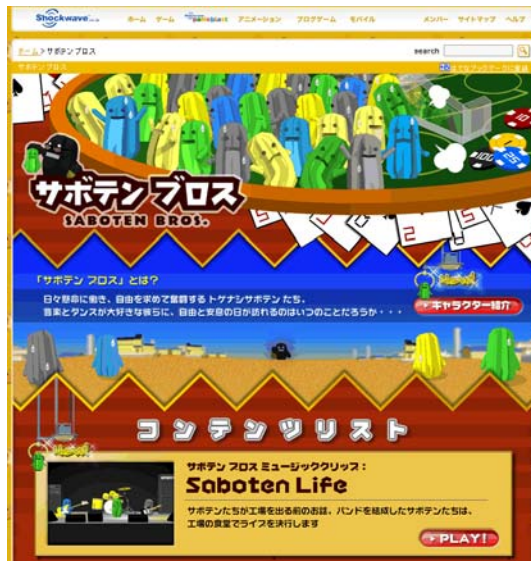 Shockwave
ホーム ゲーム アニメーション ブログゲーム モバイル メンバー サイトマップ ヘルプ
ホーム > サボテン ブロス search
サボテン ブロス
サボテン ブロス
SABOTEN BROS.
「サボテン ブロス」とは?
日々懸命に働き、自由を求めて奮闘するトゲナシサボテン たち。
音楽とダンスが大好きな彼らに、自由と安息の日が訪れるのはいつのことだろうか・・・
キャラクター紹介
コンテンツリスト
サボテン ブロス ミュージッククリップス:
Saboten Life
サボテンたちが工場を出る前のお話。バンドを結成したサボテンたちは、
工場の食堂でライブを決行します
PLAY!